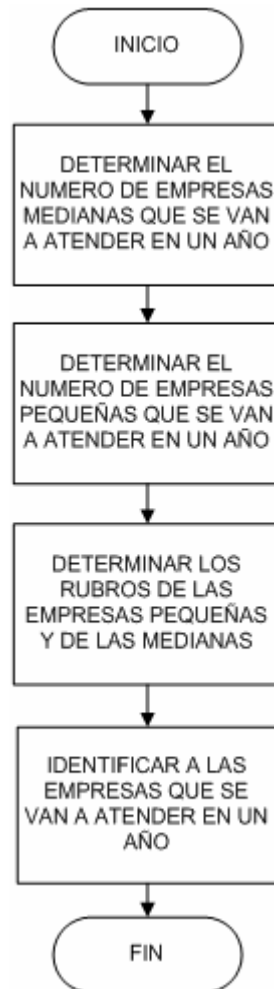 INICIO
DETERMINAR EL
NUMERO DE EMPRESAS
MEDIANAS QUE SE VAN
A ATENDER EN UN AÑO
DETERMINAR EL
NUMERO DE EMPRESAS
PEQUEÑAS QUE SE VAN
A ATENDER EN UN AÑO
DETERMINAR LOS
RUBROS DE LAS
EMPRESAS PEQUEÑAS
Y DE LAS MEDIANAS
IDENTIFICAR A LAS
EMPRESAS QUE SE
VAN A ATENDER EN UN
AÑO
FIN